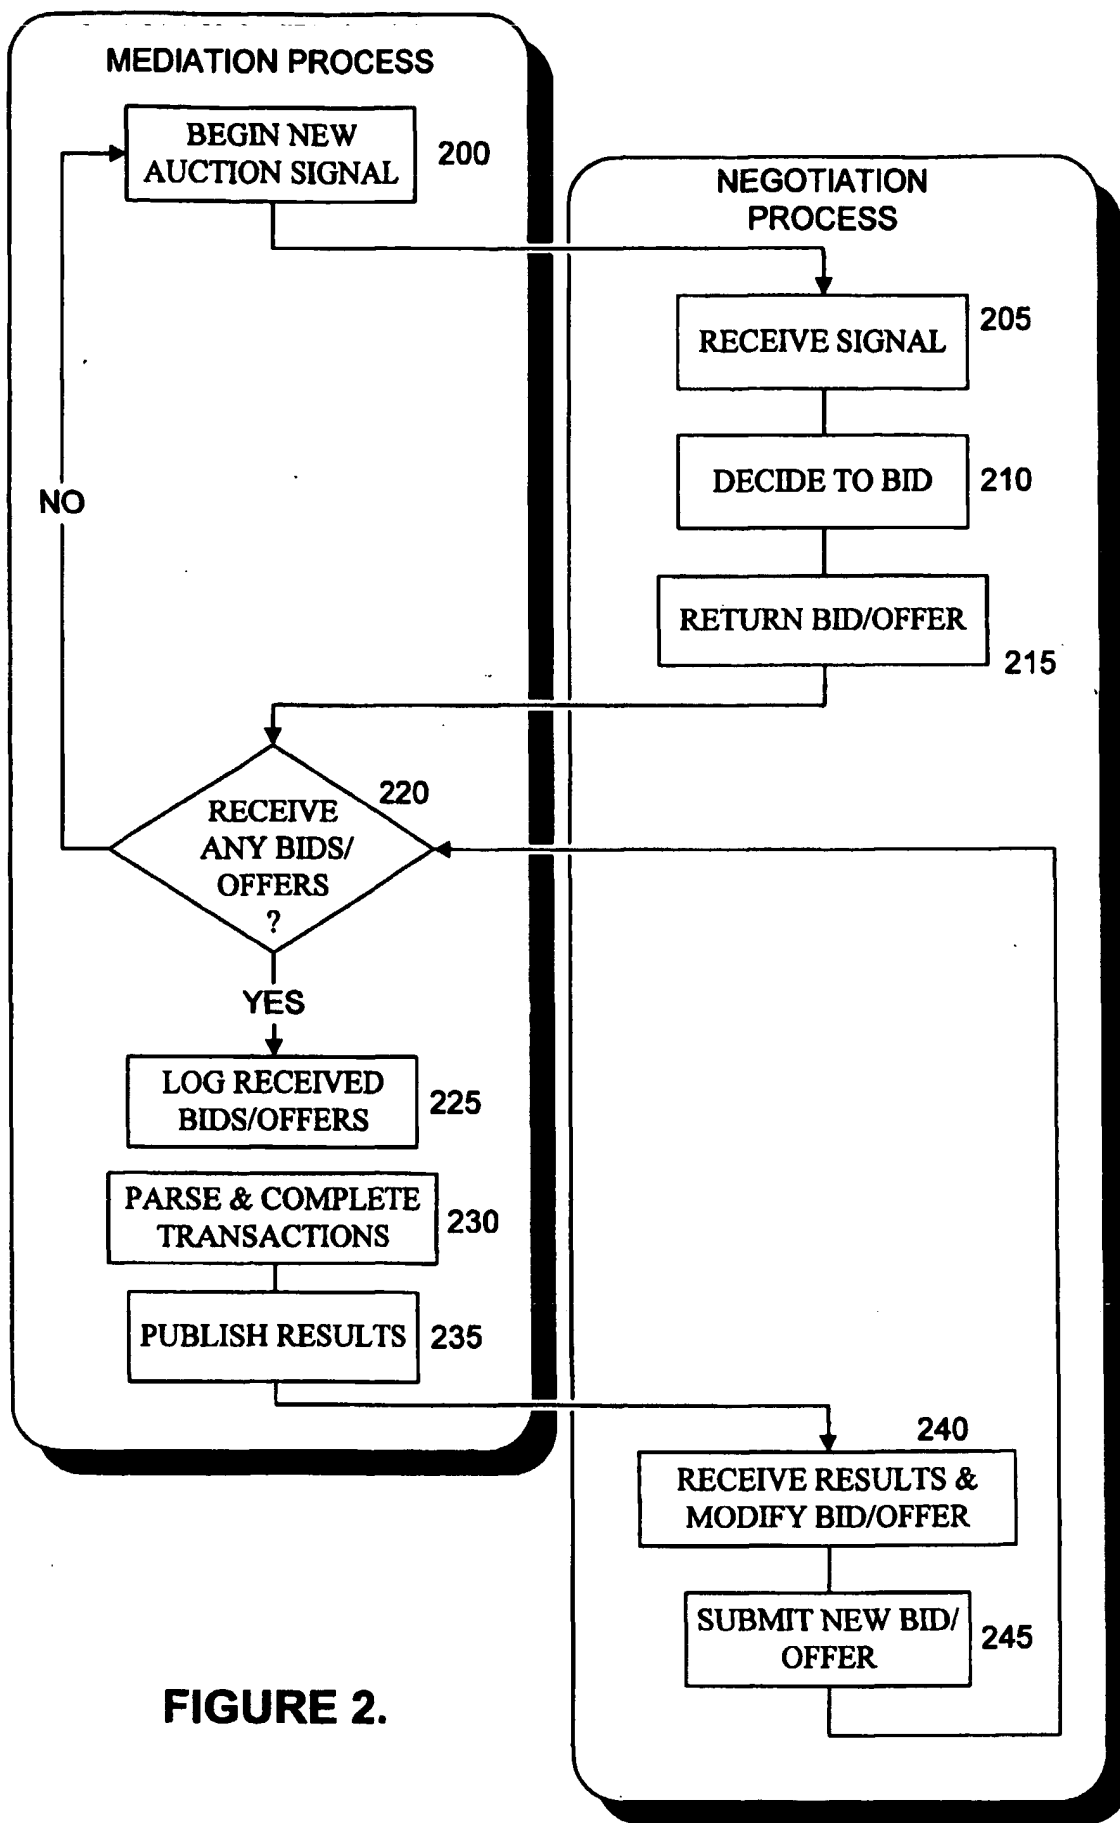 MEDIATION PROCESS
BEGIN NEW
AUCTION SIGNAL
200
NEGOTIATION
PROCESS
RECEIVE SIGNAL
205
DECIDE TO BID
210
NO
RETURN BID/OFFER
215
RECEIVE
ANY BIDS/
OFFERS
?
220
YES
LOG RECEIVED
BIDS/OFFERS
225
PARSE & COMPLETE
TRANSACTIONS
230
PUBLISH RESULTS
235
240
RECEIVE RESULTS &
MODIFY BID/OFFER
SUBMIT NEW BID/
OFFER
245
FIGURE 2.